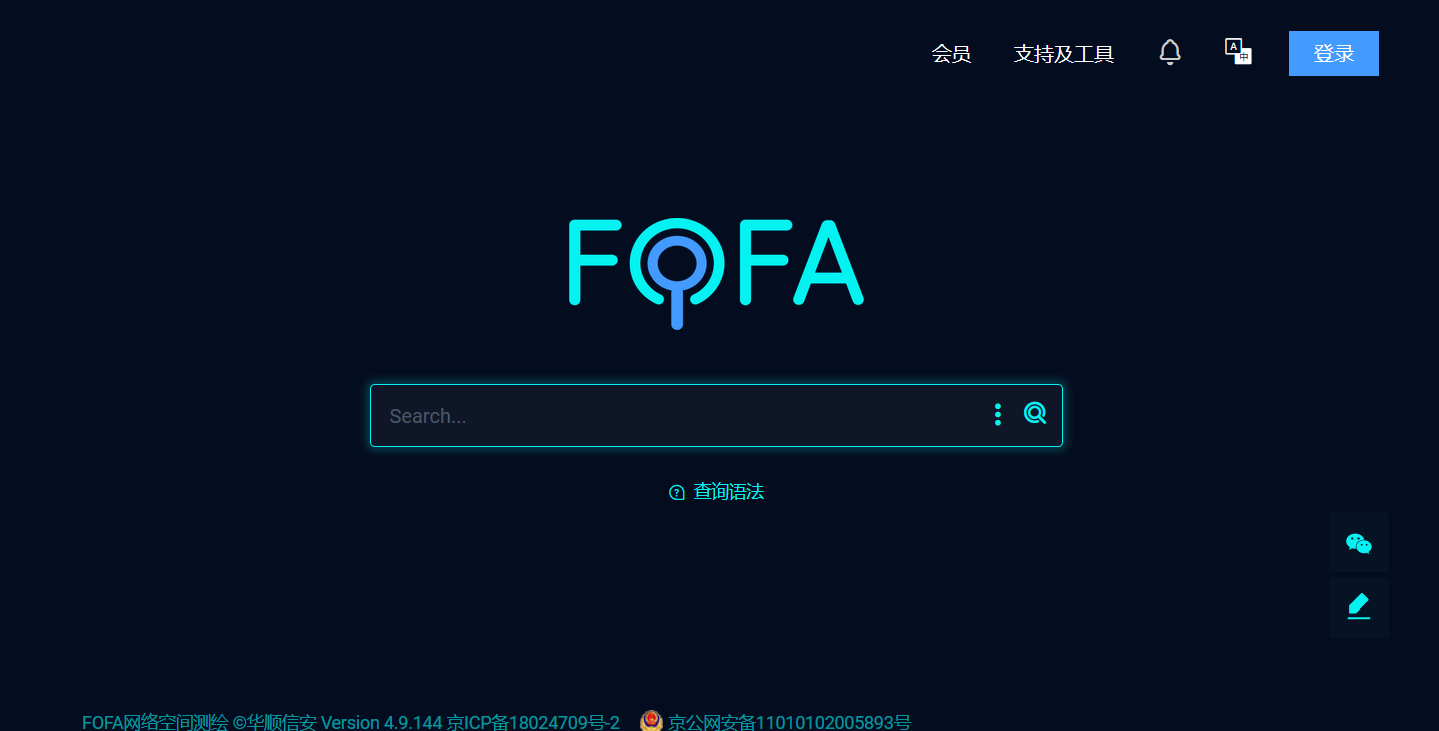 会员 支持及工具 A 中 登录
FOFA
Search...
查询语法
FOFA网络空间测绘 ©华顺信安 Version 4.9.144 京ICP备18024709号-2 京公网安备11010102005893号